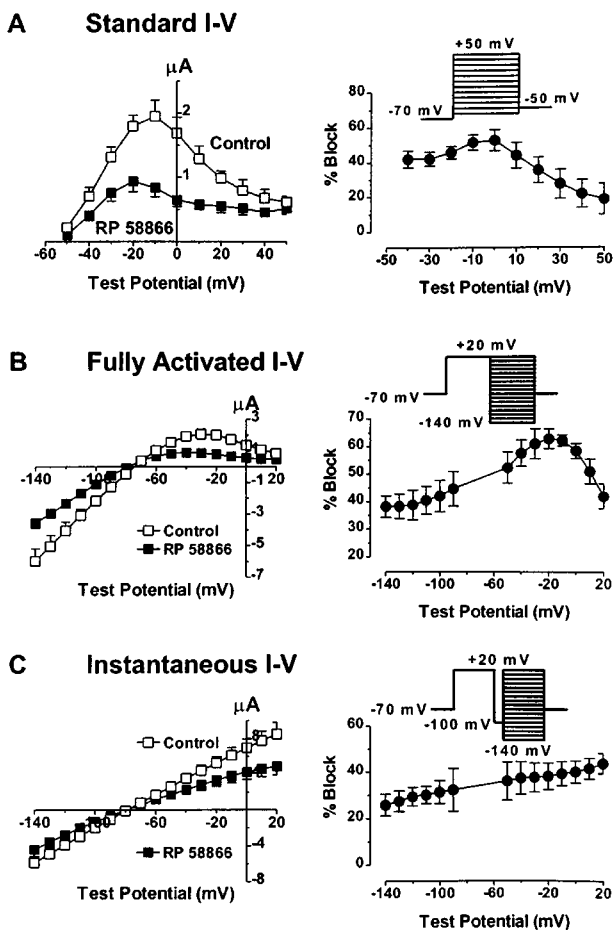 A Standard I-V
μA
2
1
Control
RP 58866
-60 -40 -20 0 20 40
Test Potential (mV)
+50 mV
-70 mV
-50 mV
80
60
40
20
0
% Block
-50 -30 -10 10 30 50
Test Potential (mV)
B Fully Activated I-V
μA
3
1
-140 -100 -60 20
-1
-3
-5
-7
Control
RP 58866
Test Potential (mV)
+20 mV
-70 mV
-140 mV
70
60
50
40
30
20
% Block
-140 -100 -60 -20 20
Test Potential (mV)
C Instantaneous I-V
μA
8
4
Control
-140 -100 -60 -20 20
-4
-8
RP 58866
Test Potential (mV)
+20 mV
-70 mV
-100 mV
-140 mV
60
40
20
0
% Block
-140 -100 -60 -20 20
Test Potential (mV)